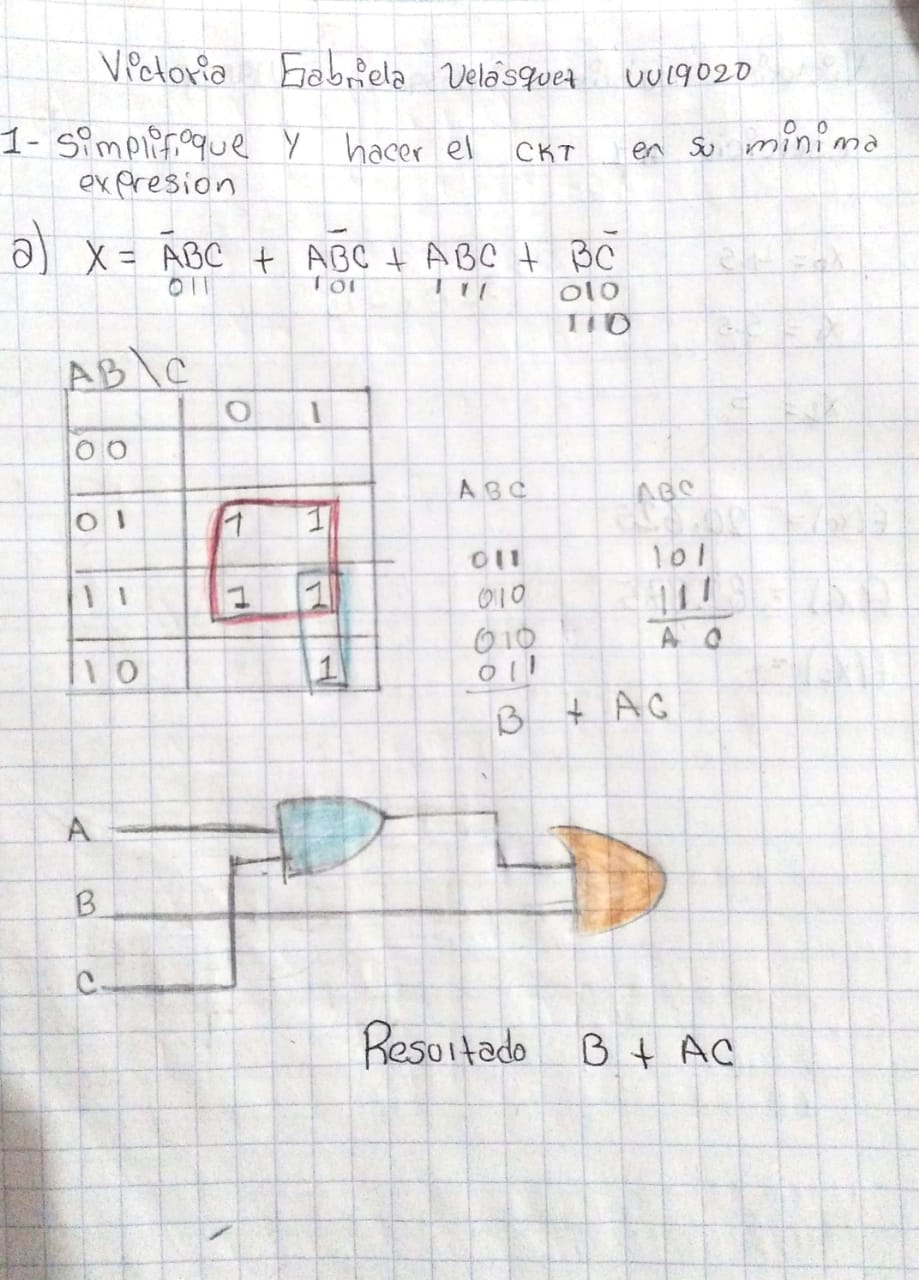 Victoria Gabriela Velásquez VV19020
1- Simplifique y hacer el CKT en su minima
expresion
a) X = A̅BC + AB̅C + ABC + BC̅
011 101 111 010
110
AB\C
0 1
00
01 1 1
11 1 1
10 1
ABC ABC
011 101
010 111
010 A C
011
B + AC
A
B
C
Resultado B + AC